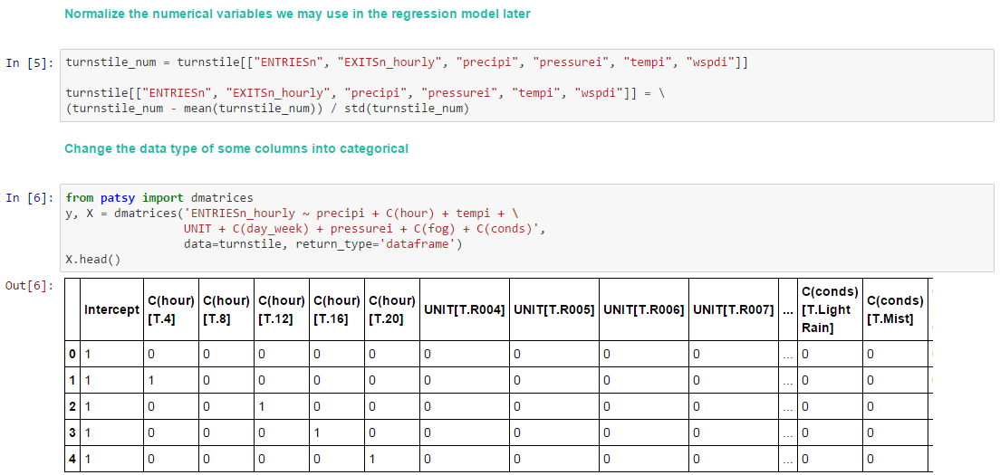 Normalize the numerical variables we may use in the regression model later
In [5]: turnstile_num = turnstile[["ENTRIESn", "EXITSn_hourly", "precipi", "pressurei", "tempi", "wspdi"]]
turnstile[["ENTRIESn", "EXITSn_hourly", "precipi", "pressurei", "tempi", "wspdi"]] = \
(turnstile_num - mean(turnstile_num)) / std(turnstile_num)
Change the data type of some columns into categorical
In [6]: from patsy import dmatrices
y, X = dmatrices('ENTRIESn_hourly ~ precipi + C(hour) + tempi + \
UNIT + C(day_week) + pressurei + C(fog) + C(conds)',
data=turnstile, return_type='dataframe')
X.head()
Out[6]:
Intercept C(hour)[T.4] C(hour)[T.8] C(hour)[T.12] C(hour)[T.16] C(hour)[T.20] UNIT[T.R004] UNIT[T.R005] UNIT[T.R006] UNIT[T.R007] ... C(conds)[T.Light Rain] C(conds)[T.Mist]
0 1 0 0 0 0 0 0 0 0 0 ... 0 0
1 1 1 0 0 0 0 0 0 0 0 ... 0 0
2 1 0 0 1 0 0 0 0 0 0 ... 0 0
3 1 0 0 0 1 0 0 0 0 0 ... 0 0
4 1 0 0 0 0 1 0 0 0 0 ... 0 0